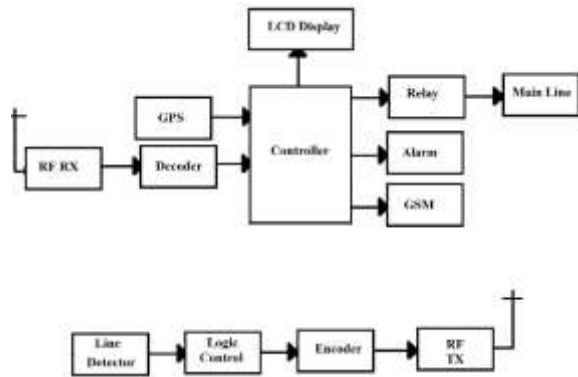 LCD Display
GPS
Relay
Main Line
RF RX
Decoder
Controller
Alarm
GSM
Line
Detector
Logic
Control
Encoder
RF
TX